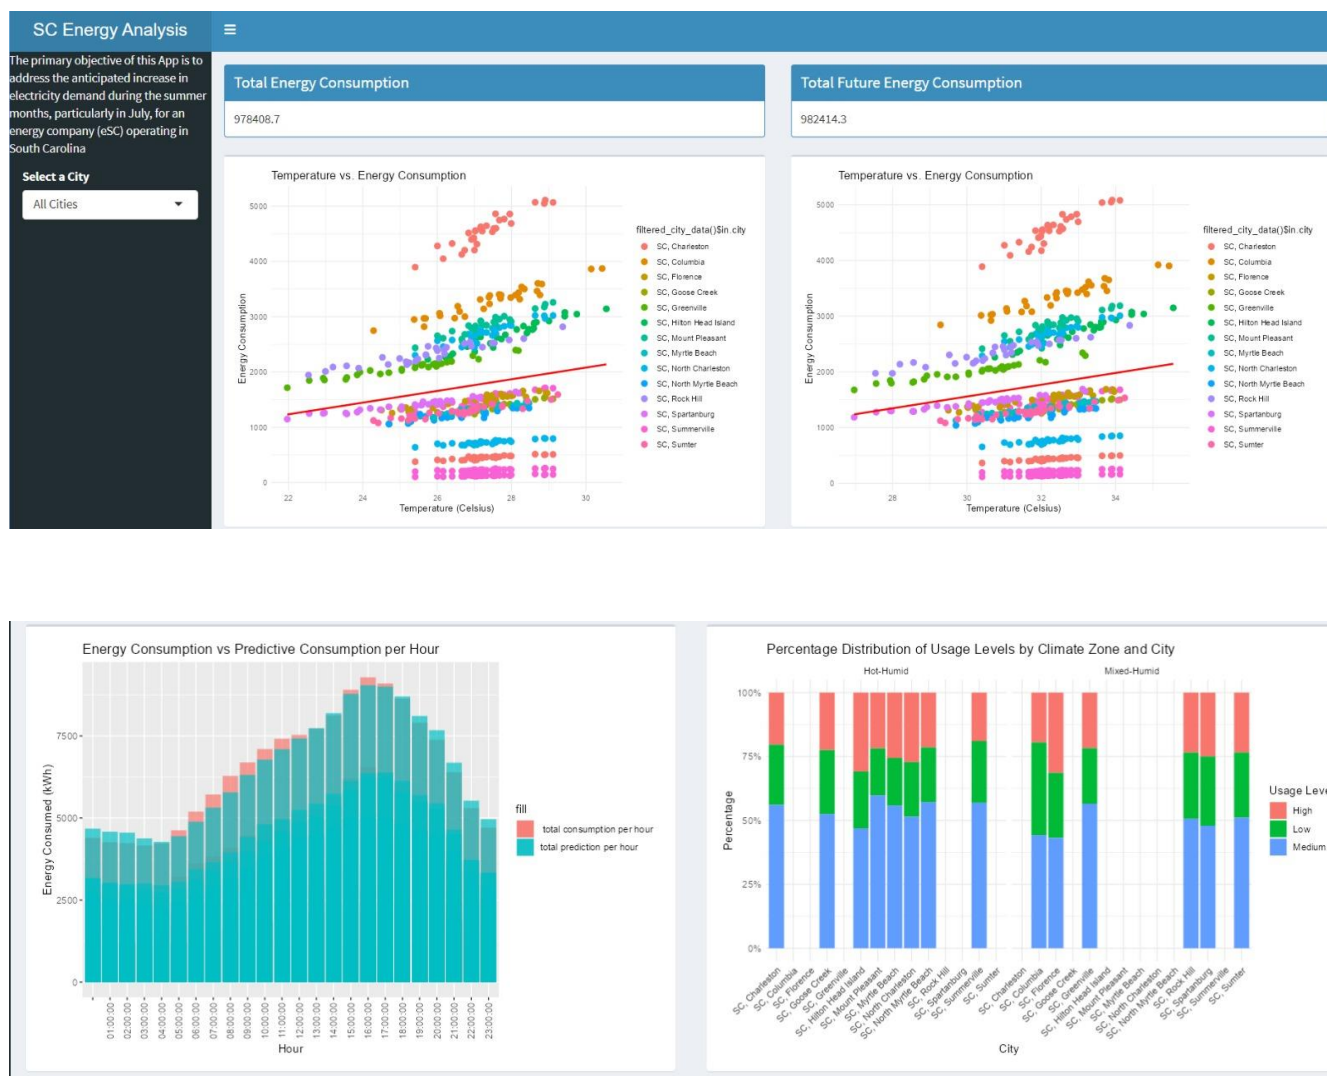 SC Energy Analysis
The primary objective of this App is to
address the anticipated increase in
electricity demand during the summer
months, particularly in July, for an
energy company (eSC) operating in
South Carolina
Select a City
All Cities
Total Energy Consumption
978408.7
Total Future Energy Consumption
982414.3
Temperature vs. Energy Consumption
Energy Consumption
5000
4000
3000
2000
1000
0
22 24 26 28 30
Temperature (Celsius)
filtered_city_data()$in.city
SC, Charleston
SC, Columbia
SC, Florence
SC, Goose Creek
SC, Greenville
SC, Hilton Head Island
SC, Mount Pleasant
SC, Myrtle Beach
SC, North Charleston
SC, North Myrtle Beach
SC, Rock Hill
SC, Spartanburg
SC, Summerville
SC, Sumter
Temperature vs. Energy Consumption
Energy Consumption
5000
4000
3000
2000
1000
0
28 30 32 34
Temperature (Celsius)
filtered_city_data()$in.city
SC, Charleston
SC, Columbia
SC, Florence
SC, Goose Creek
SC, Greenville
SC, Hilton Head Island
SC, Mount Pleasant
SC, Myrtle Beach
SC, North Charleston
SC, North Myrtle Beach
SC, Rock Hill
SC, Spartanburg
SC, Summerville
SC, Sumter
Energy Consumption vs Predictive Consumption per Hour
Energy Consumed (kWh)
7500
5000
2500
0
01:00:00
02:00:00
03:00:00
04:00:00
05:00:00
06:00:00
07:00:00
08:00:00
09:00:00
10:00:00
11:00:00
12:00:00
13:00:00
14:00:00
15:00:00
16:00:00
17:00:00
18:00:00
19:00:00
20:00:00
21:00:00
22:00:00
23:00:00
Hour
fill
total consumption per hour
total prediction per hour
Percentage Distribution of Usage Levels by Climate Zone and City
Hot-Humid
Mixed-Humid
Percentage
100%
75%
50%
25%
0%
SC, Charleston
SC, Columbia
SC, Florence
SC, Goose Creek
SC, Greenville
SC, Hilton Head Island
SC, Mount Pleasant
SC, Myrtle Beach
SC, North Charleston
SC, North Myrtle Beach
SC, Rock Hill
SC, Spartanburg
SC, Summerville
SC, Sumter
SC, Charleston
SC, Columbia
SC, Florence
SC, Goose Creek
SC, Greenville
SC, Hilton Head Island
SC, Mount Pleasant
SC, Myrtle Beach
SC, North Charleston
SC, North Myrtle Beach
SC, Rock Hill
SC, Spartanburg
SC, Summerville
SC, Sumter
City
Usage Leve
High
Low
Medium